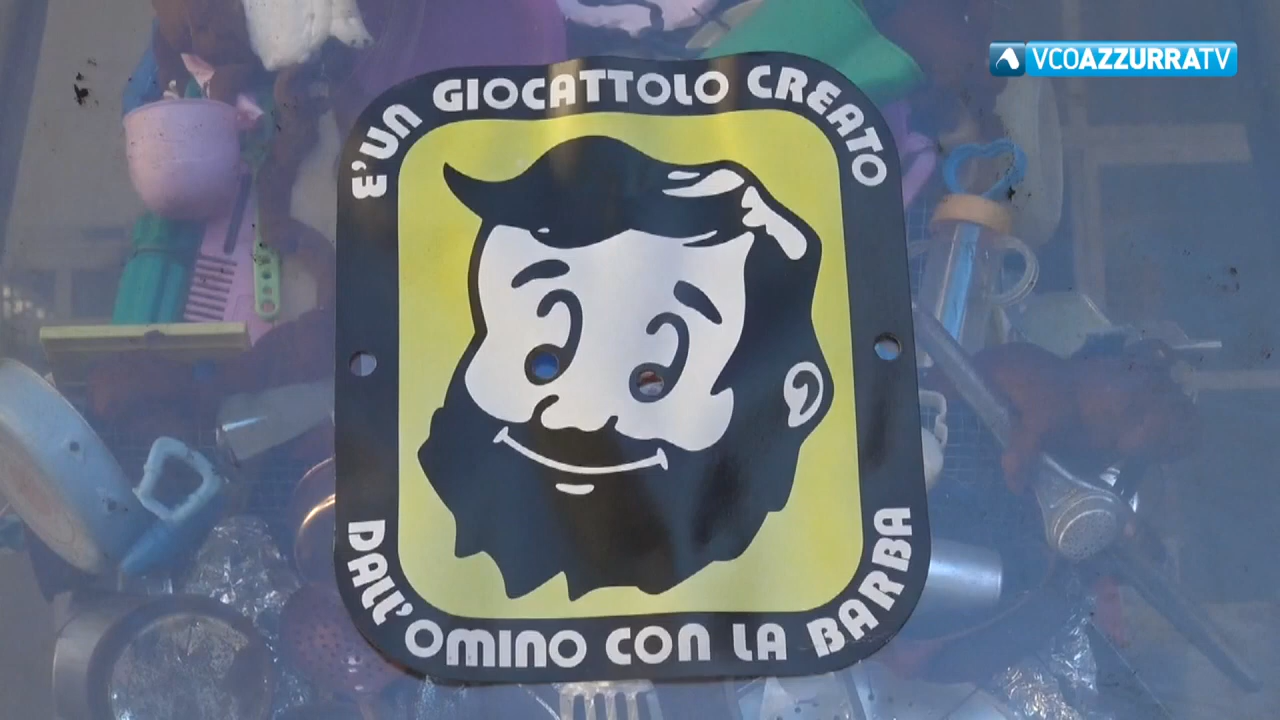 VCOAZZURRATV
E'UN GIOCATTOLO CREATO
DALL'OMINO CON LA BARBA